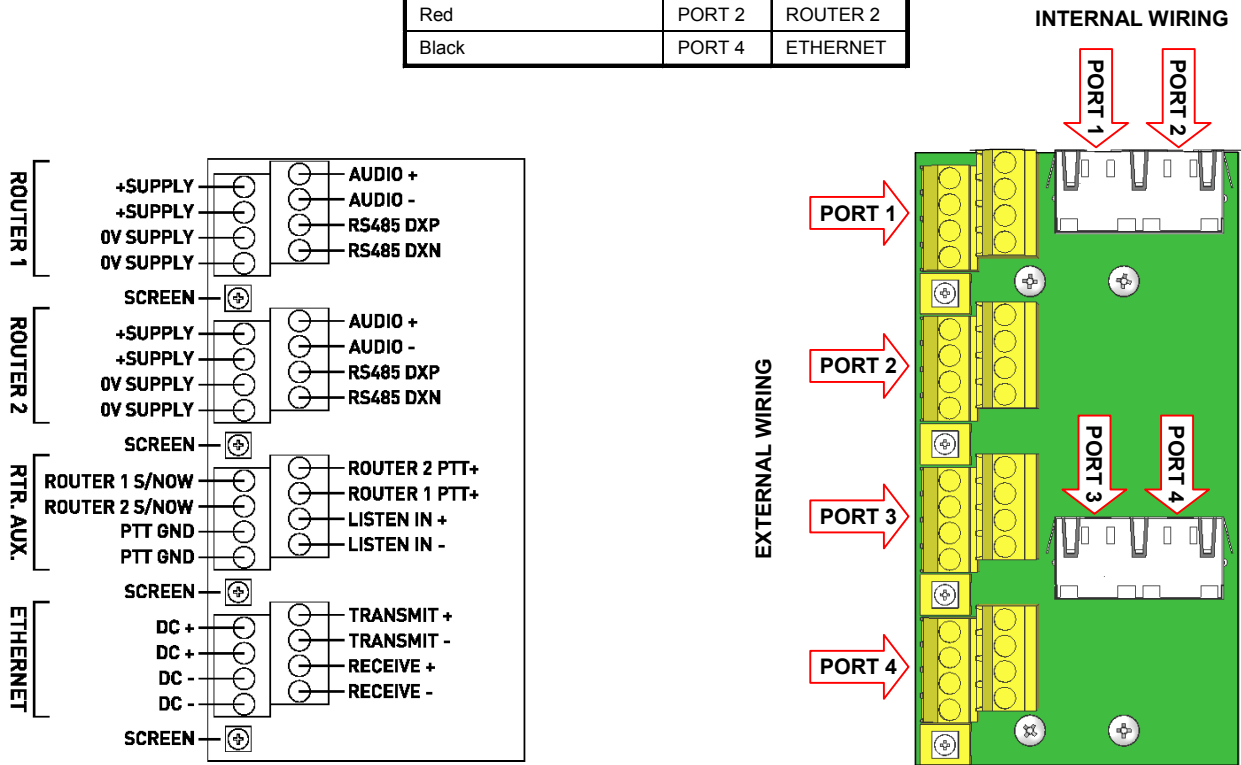 Red PORT 2 ROUTER 2
Black PORT 4 ETHERNET
ROUTER 1
+SUPPLY
+SUPPLY
0V SUPPLY
0V SUPPLY
SCREEN
AUDIO +
AUDIO -
RS485 DXP
RS485 DXN
ROUTER 2
+SUPPLY
+SUPPLY
0V SUPPLY
0V SUPPLY
SCREEN
AUDIO +
AUDIO -
RS485 DXP
RS485 DXN
RTR. AUX.
ROUTER 1 S/NOW
ROUTER 2 S/NOW
PTT GND
PTT GND
SCREEN
ROUTER 2 PTT+
ROUTER 1 PTT+
LISTEN IN +
LISTEN IN -
ETHERNET
DC +
DC +
DC -
DC -
SCREEN
TRANSMIT +
TRANSMIT -
RECEIVE +
RECEIVE -
INTERNAL WIRING
PORT 1
PORT 2
EXTERNAL WIRING
PORT 1
PORT 2
PORT 3
PORT 4
PORT 3
PORT 4